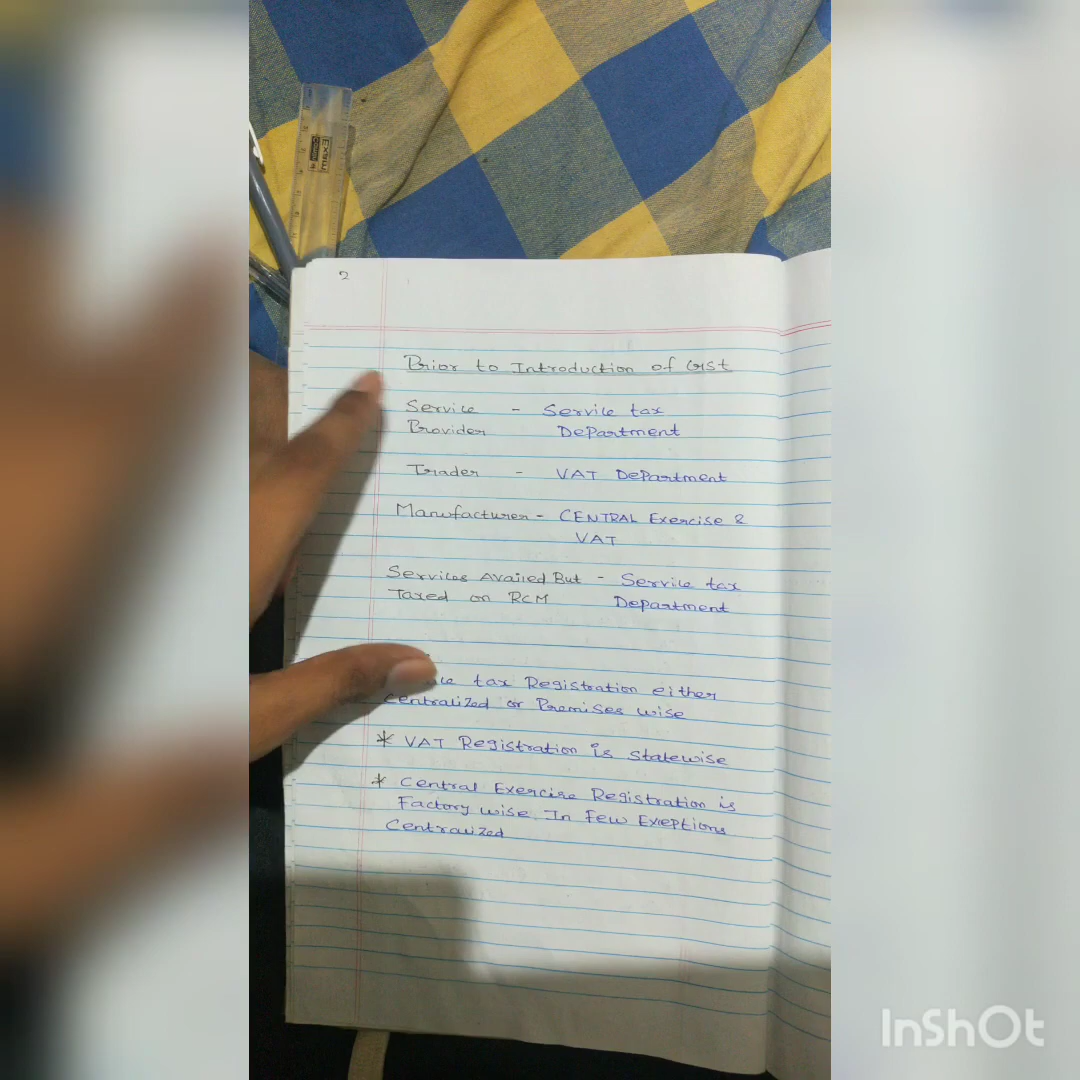 2
Prior to Introduction of GST
Service - Service tax
Provider Department
Trader - VAT Department
Manufacturer - CENTRAL Exercise &
VAT
Services Availed But - Service tax
Taxed on RCM Department
tax Registration either
Centralized or Premises wise
* VAT Registration is statewise
* Central Exercise Registration is
Factory wise In Few Exceptions
Centralized
InShOt